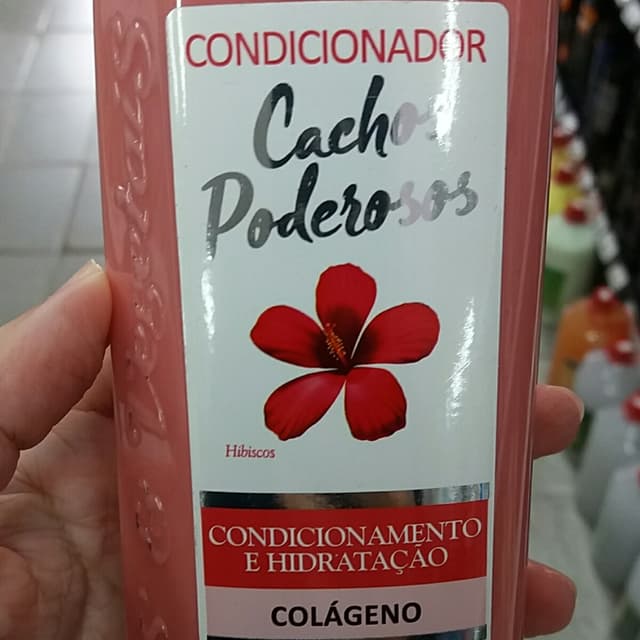 CONDICIONADOR
Cachos
Poderosos
Hibiscos
CONDICIONAMENTO
E HIDRATAÇÃO
COLÁGENO